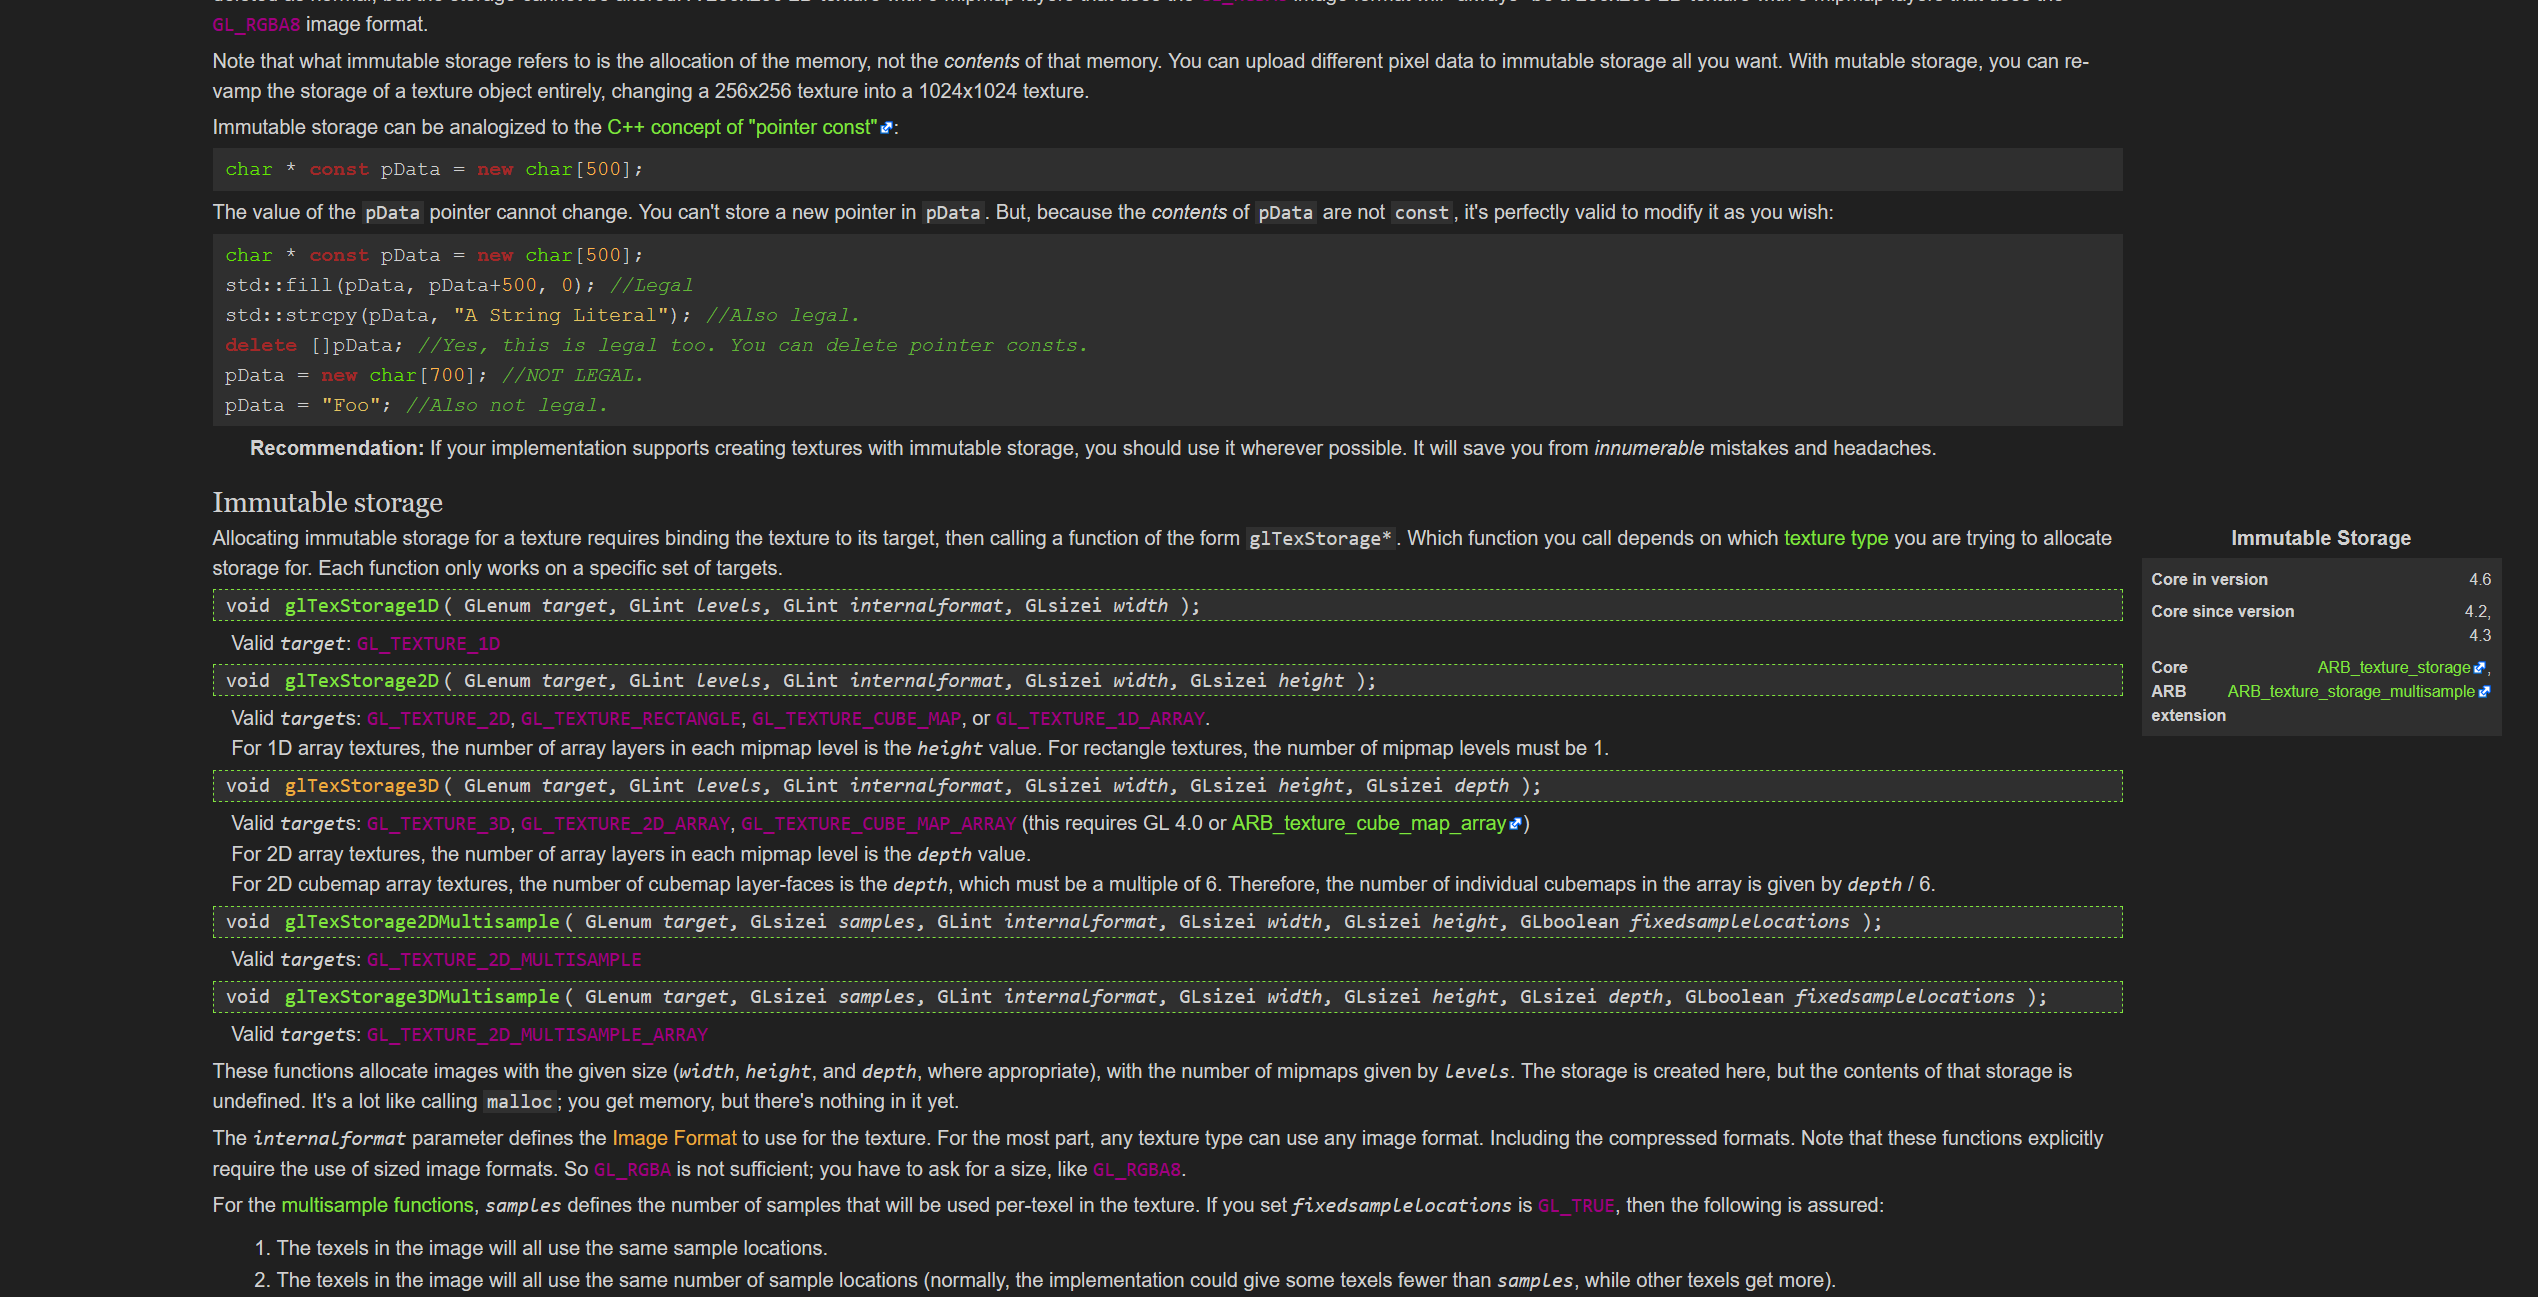 GL_RGBA8 image format.
Note that what immutable storage refers to is the allocation of the memory, not the contents of that memory. You can upload different pixel data to immutable storage all you want. With mutable storage, you can re-
vamp the storage of a texture object entirely, changing a 256x256 texture into a 1024x1024 texture.
Immutable storage can be analogized to the C++ concept of "pointer const":
char * const pData = new char[500];
The value of the pData pointer cannot change. You can't store a new pointer in pData. But, because the contents of pData are not const, it's perfectly valid to modify it as you wish:
char * const pData = new char[500];
std::fill(pData, pData+500, 0); //Legal
std::strcpy(pData, "A String Literal"); //Also legal.
delete []pData; //Yes, this is legal too. You can delete pointer consts.
pData = new char[700]; //NOT LEGAL.
pData = "Foo"; //Also not legal.
Recommendation: If your implementation supports creating textures with immutable storage, you should use it wherever possible. It will save you from innumerable mistakes and headaches.
Immutable storage
Allocating immutable storage for a texture requires binding the texture to its target, then calling a function of the form glTexStorage*. Which function you call depends on which texture type you are trying to allocate
storage for. Each function only works on a specific set of targets.
void glTexStorage1D( GLenum target, GLint levels, GLint internalformat, GLsizei width );
Valid target: GL_TEXTURE_1D
void glTexStorage2D( GLenum target, GLint levels, GLint internalformat, GLsizei width, GLsizei height );
Valid targets: GL_TEXTURE_2D, GL_TEXTURE_RECTANGLE, GL_TEXTURE_CUBE_MAP, or GL_TEXTURE_1D_ARRAY.
For 1D array textures, the number of array layers in each mipmap level is the height value. For rectangle textures, the number of mipmap levels must be 1.
void glTexStorage3D( GLenum target, GLint levels, GLint internalformat, GLsizei width, GLsizei height, GLsizei depth );
Valid targets: GL_TEXTURE_3D, GL_TEXTURE_2D_ARRAY, GL_TEXTURE_CUBE_MAP_ARRAY (this requires GL 4.0 or ARB_texture_cube_map_array)
For 2D array textures, the number of array layers in each mipmap level is the depth value.
For 2D cubemap array textures, the number of cubemap layer-faces is the depth, which must be a multiple of 6. Therefore, the number of individual cubemaps in the array is given by depth / 6.
void glTexStorage2DMultisample( GLenum target, GLsizei samples, GLint internalformat, GLsizei width, GLsizei height, GLboolean fixedsamplelocations );
Valid targets: GL_TEXTURE_2D_MULTISAMPLE
void glTexStorage3DMultisample( GLenum target, GLsizei samples, GLint internalformat, GLsizei width, GLsizei height, GLsizei depth, GLboolean fixedsamplelocations );
Valid targets: GL_TEXTURE_2D_MULTISAMPLE_ARRAY
These functions allocate images with the given size (width, height, and depth, where appropriate), with the number of mipmaps given by levels. The storage is created here, but the contents of that storage is
undefined. It's a lot like calling malloc; you get memory, but there's nothing in it yet.
The internalformat parameter defines the Image Format to use for the texture. For the most part, any texture type can use any image format. Including the compressed formats. Note that these functions explicitly
require the use of sized image formats. So GL_RGBA is not sufficient; you have to ask for a size, like GL_RGBA8.
For the multisample functions, samples defines the number of samples that will be used per-texel in the texture. If you set fixedsamplelocations is GL_TRUE, then the following is assured:
1. The texels in the image will all use the same sample locations.
2. The texels in the image will all use the same number of sample locations (normally, the implementation could give some texels fewer than samples, while other texels get more).
Immutable Storage
Core in version 4.6
Core since version 4.2,
4.3
Core ARB_texture_storage,
ARB ARB_texture_storage_multisample
extension